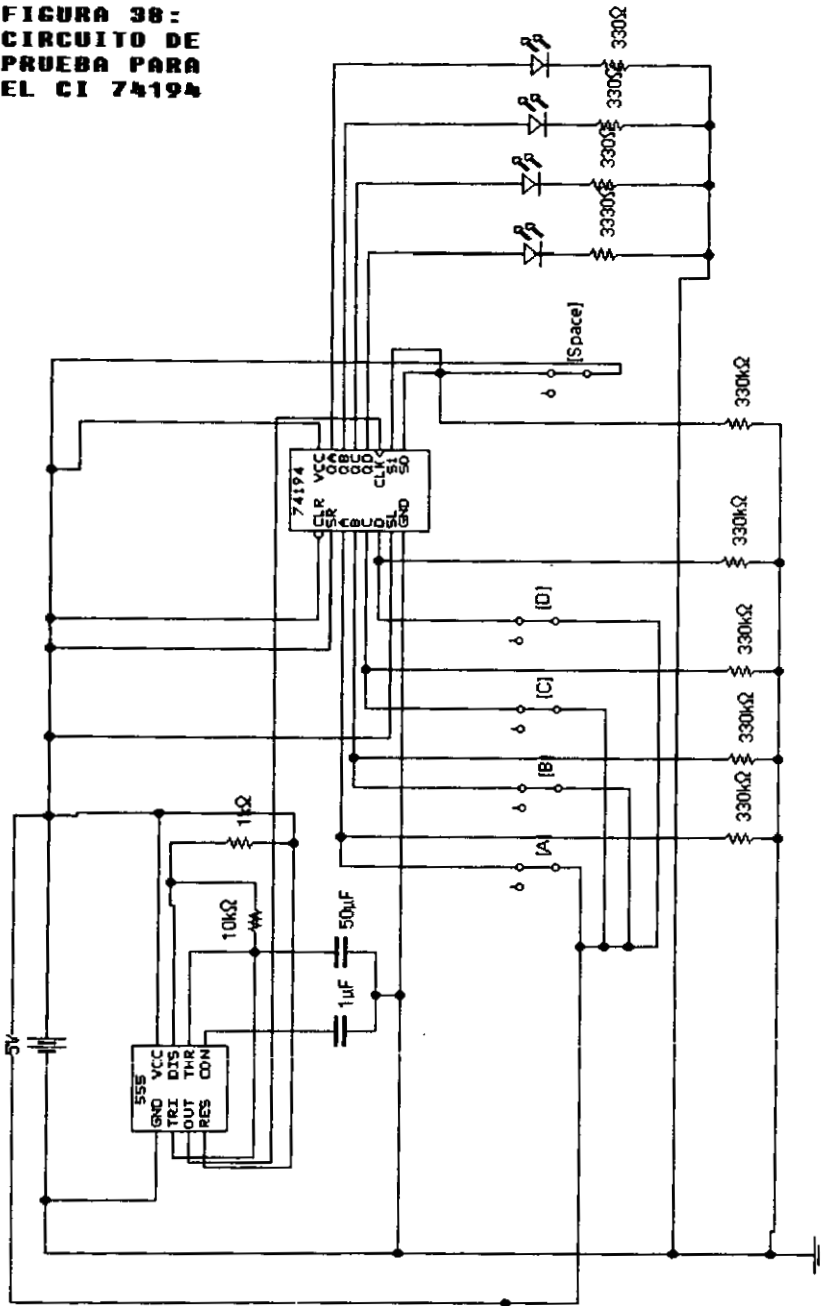 FIGURA 38:
CIRCUITO DE
PRUEBA PARA
EL CI 74194
330Ω
330Ω
330Ω
3330Ω
[Space]
330kΩ
74194
CLR
SR
A
B
C
D
SL
GND
VCC
QA
QB
QC
QD
CLK
S1
S0
330kΩ
[D]
330kΩ
[C]
330kΩ
[B]
330kΩ
[A]
1kΩ
10kΩ
50µF
1µF
555
GND
TRI
OUT
RES
VCC
DIS
THR
CON